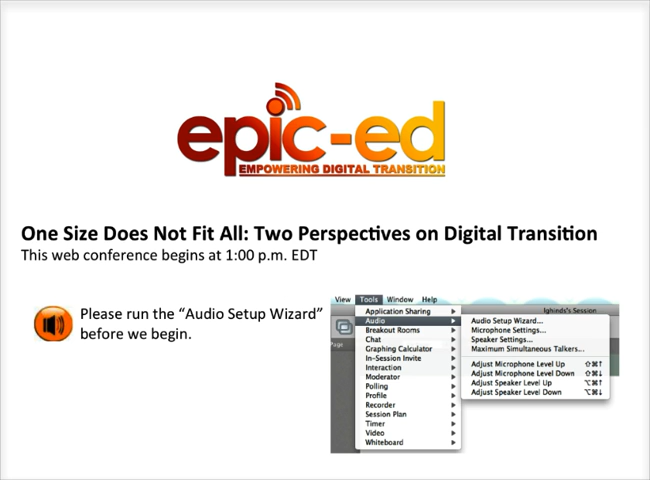 epic-ed
EMPOWERING DIGITAL TRANSITION
One Size Does Not Fit All: Two Perspectives on Digital Transition
This web conference begins at 1:00 p.m. EDT
Please run the “Audio Setup Wizard”
before we begin.
View Tools Window Help
lghinds's Session
Page
Application Sharing
Audio
Breakout Rooms
Chat
Graphing Calculator
In-Session Invite
Interaction
Moderator
Polling
Profile
Recorder
Session Plan
Timer
Video
Whiteboard
Audio Setup Wizard...
Microphone Settings...
Speaker Settings...
Maximum Simultaneous Talkers...
Adjust Microphone Level Up ⇧⌘↑
Adjust Microphone Level Down ⇧⌘↓
Adjust Speaker Level Up ⌥⌘↑
Adjust Speaker Level Down ⌥⌘↓